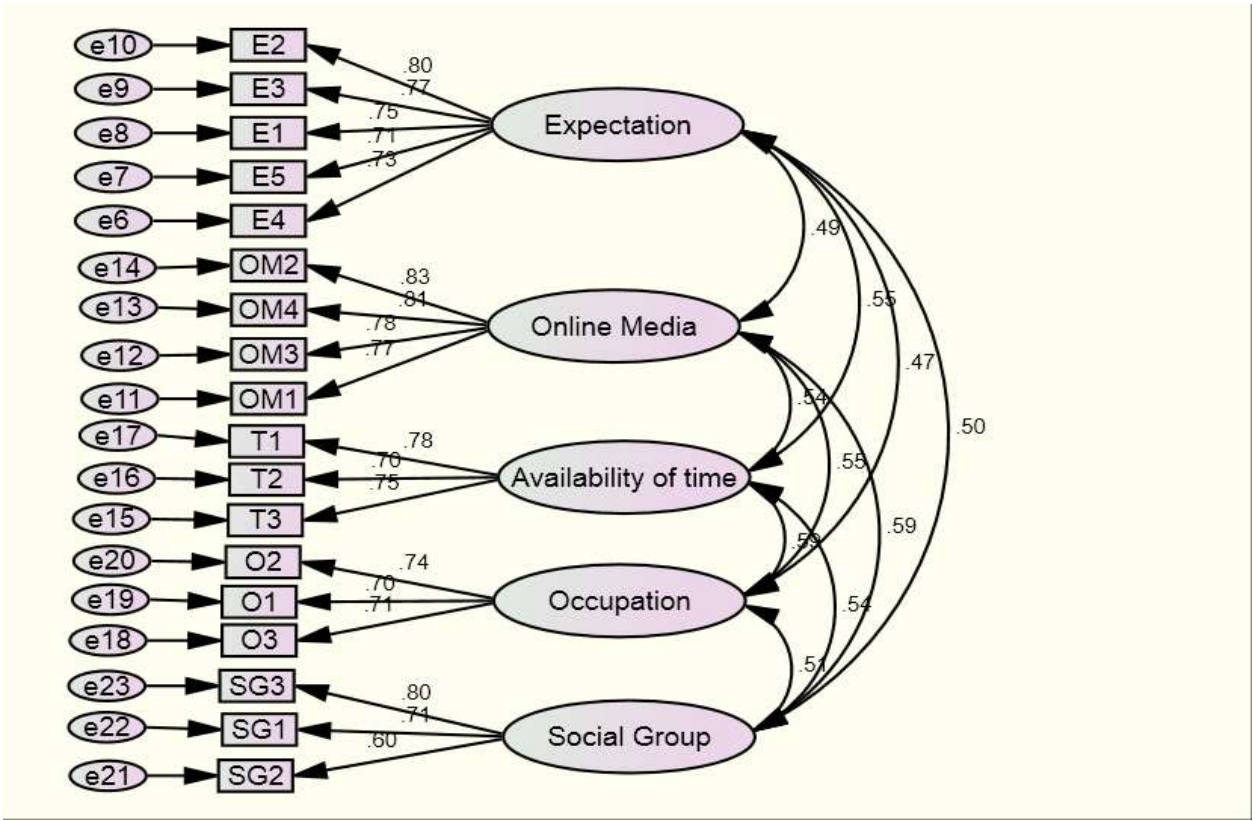 e10 E2
.80
e9 E3
.77
e8 E1
.75
Expectation
.71
e7 E5
.73
e6 E4
.49
e14 OM2
.83
e13 OM4
.81
.55
e12 OM3
.78
Online Media
.77
.47
e11 OM1
.54
.50
e17 T1
.78
.70
.55
e16 T2
.75
Availability of time
e15 T3
.59
.59
e20 O2
.74
.70
e19 O1
.71
Occupation
.54
e18 O3
.51
e23 SG3
.80
.71
e22 SG1
.60
Social Group
e21 SG2